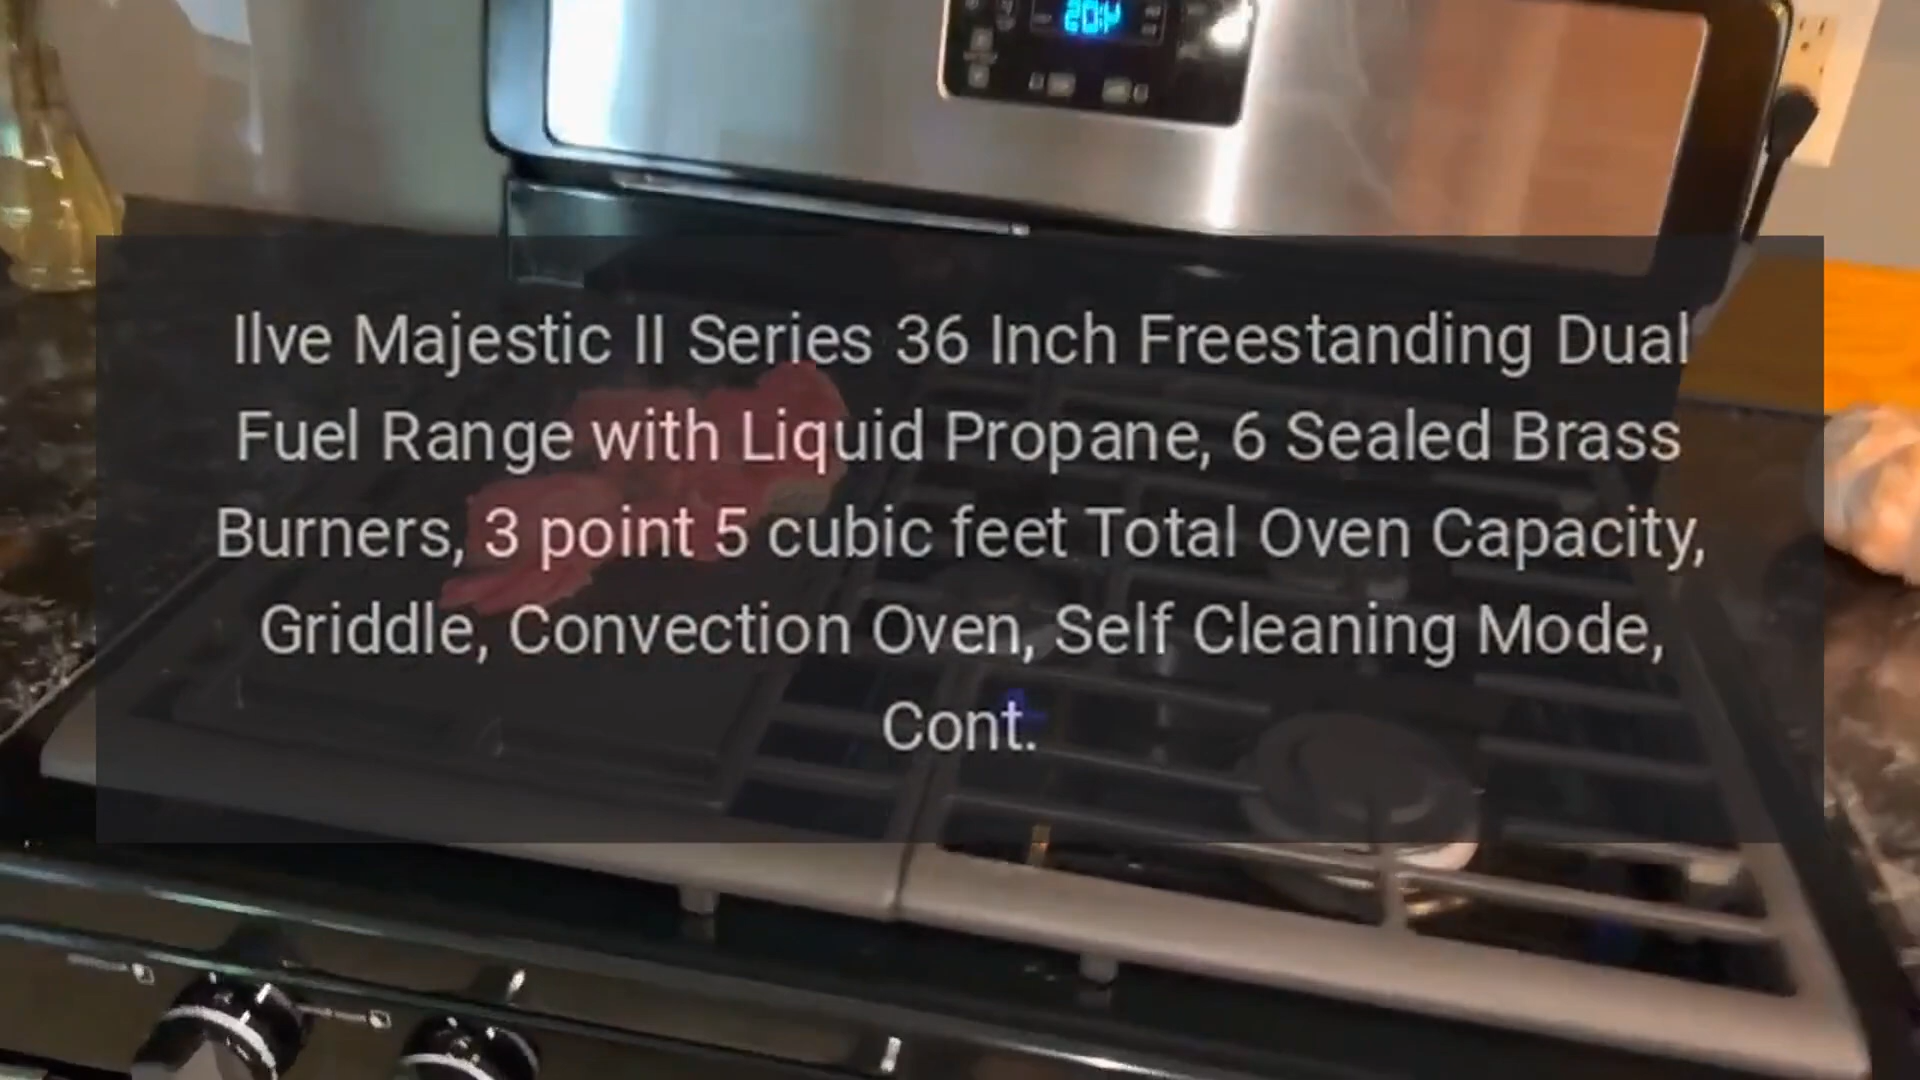 Ilve Majestic II Series 36 Inch Freestanding Dual
Fuel Range with Liquid Propane, 6 Sealed Brass
Burners, 3 point 5 cubic feet Total Oven Capacity,
Griddle, Convection Oven, Self Cleaning Mode,
Cont.